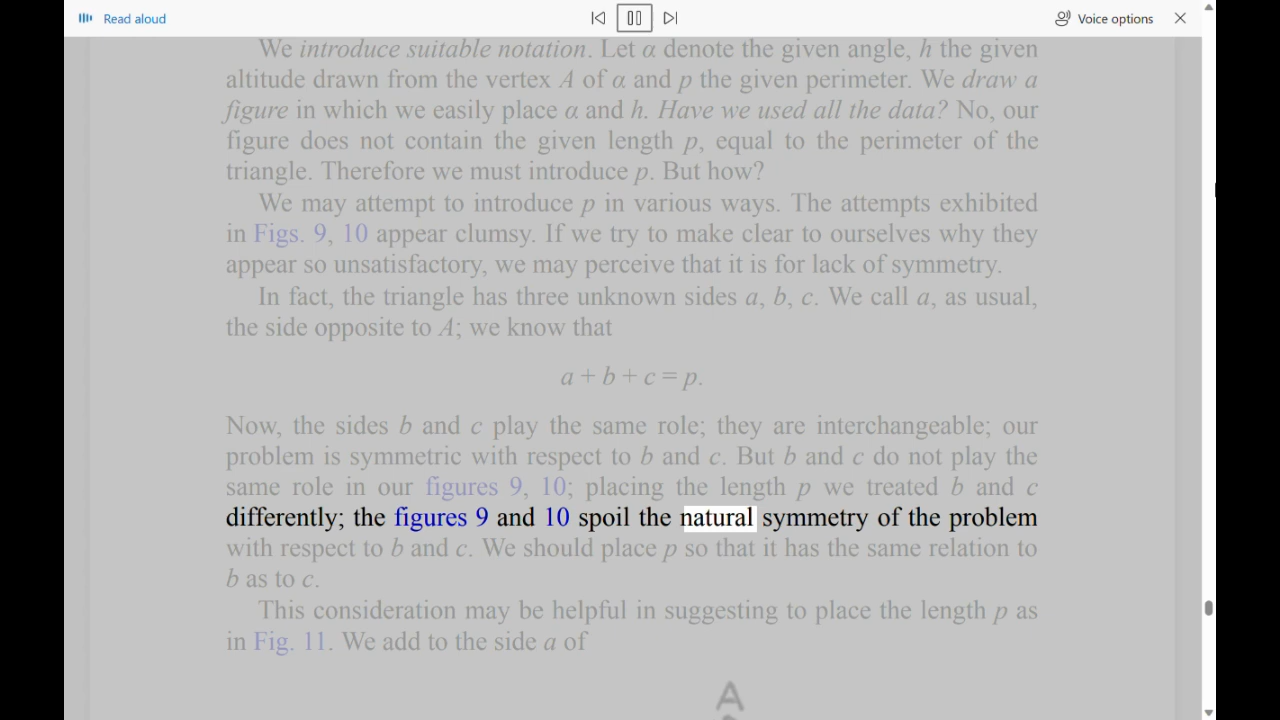 Read aloud
Voice options
We introduce suitable notation. Let α denote the given angle, h the given
altitude drawn from the vertex A of α and p the given perimeter. We draw a
figure in which we easily place α and h. Have we used all the data? No, our
figure does not contain the given length p, equal to the perimeter of the
triangle. Therefore we must introduce p. But how?
We may attempt to introduce p in various ways. The attempts exhibited
in Figs. 9, 10 appear clumsy. If we try to make clear to ourselves why they
appear so unsatisfactory, we may perceive that it is for lack of symmetry.
In fact, the triangle has three unknown sides a, b, c. We call a, as usual,
the side opposite to A; we know that
a + b + c = p.
Now, the sides b and c play the same role; they are interchangeable; our
problem is symmetric with respect to b and c. But b and c do not play the
same role in our figures 9, 10; placing the length p we treated b and c
differently; the figures 9 and 10 spoil the natural symmetry of the problem
with respect to b and c. We should place p so that it has the same relation to
b as to c.
This consideration may be helpful in suggesting to place the length p as
in Fig. 11. We add to the side a of
A